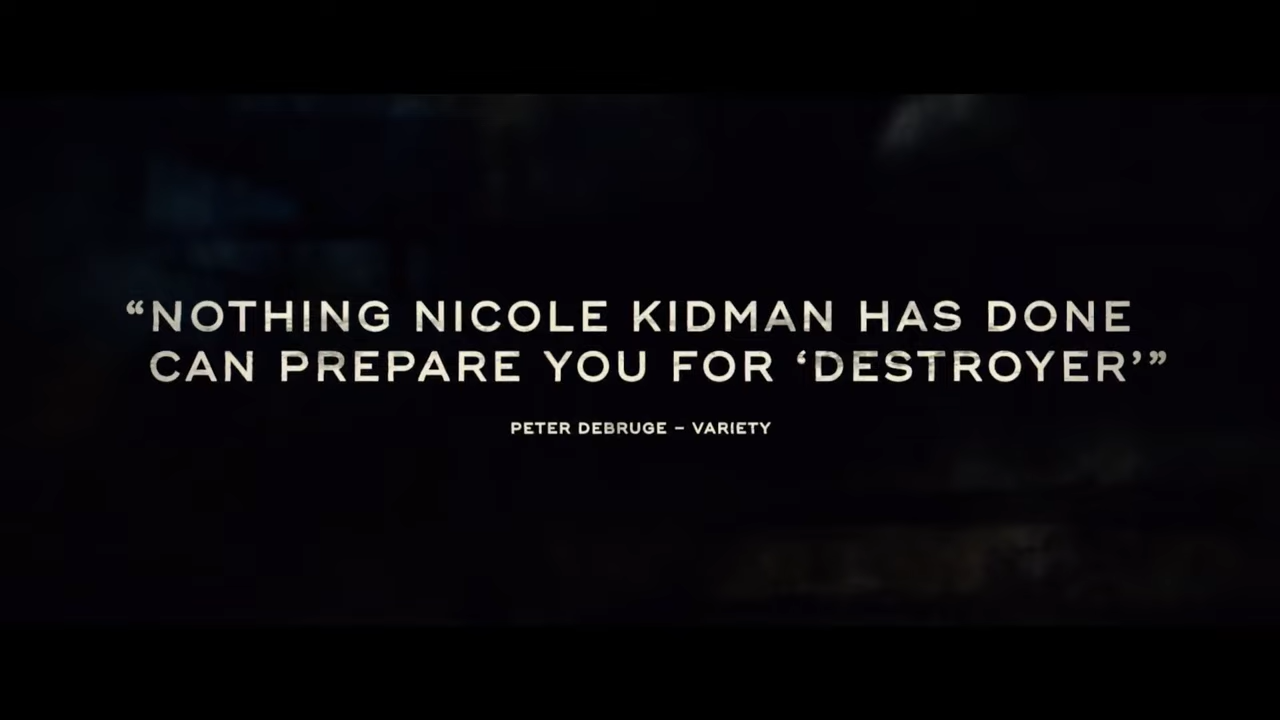 “NOTHING NICOLE KIDMAN HAS DONE
CAN PREPARE YOU FOR ‘DESTROYER’”
PETER DEBRUGE – VARIETY